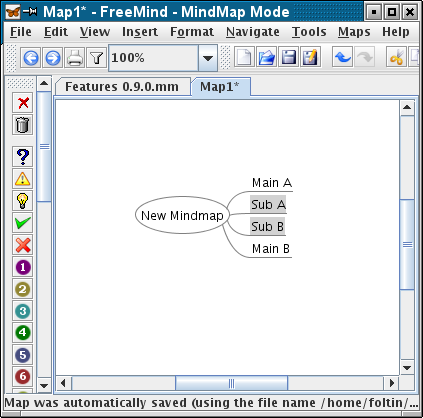 Map1* - FreeMind - MindMap Mode
File Edit View Insert Format Navigate Tools Maps Help
100%
Features 0.9.0.mm Map1*
Main A
Sub A
New Mindmap
Sub B
Main B
1
2
3
4
5
6
Map was automatically saved (using the file name /home/foltin/...